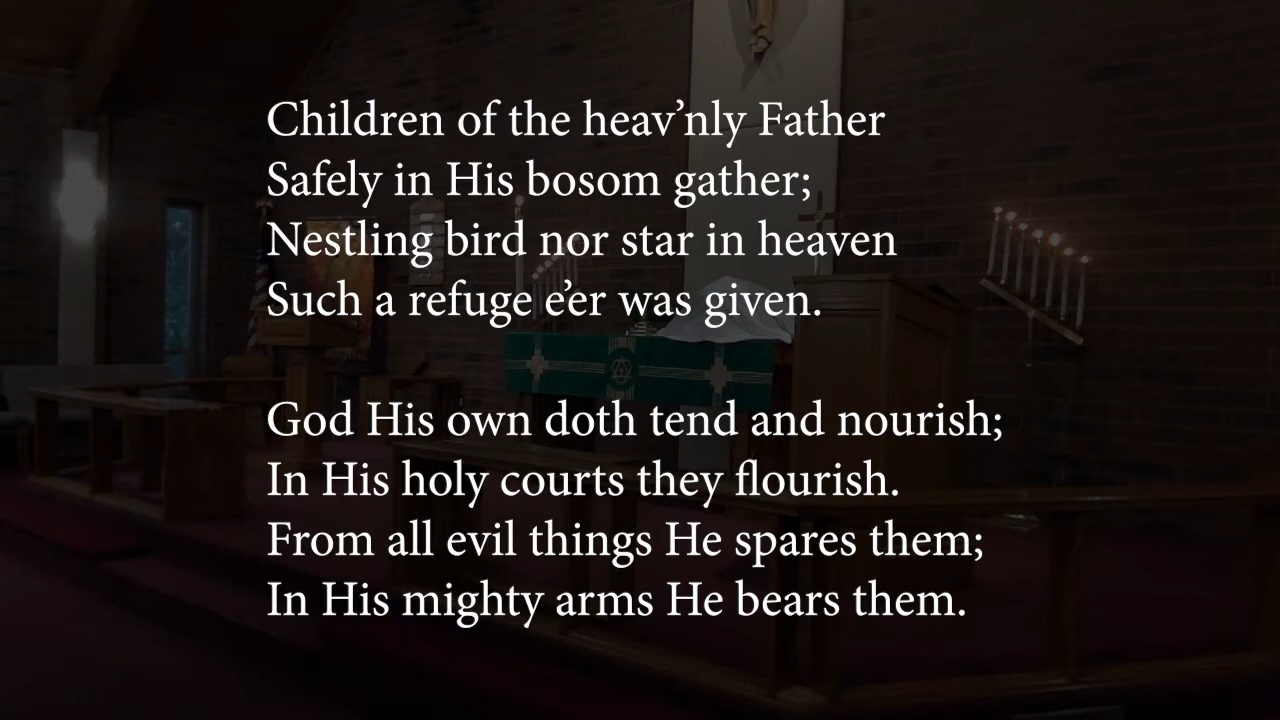 Children of the heav’nly Father
Safely in His bosom gather;
Nestling bird nor star in heaven
Such a refuge e’er was given.
God His own doth tend and nourish;
In His holy courts they flourish.
From all evil things He spares them;
In His mighty arms He bears them.